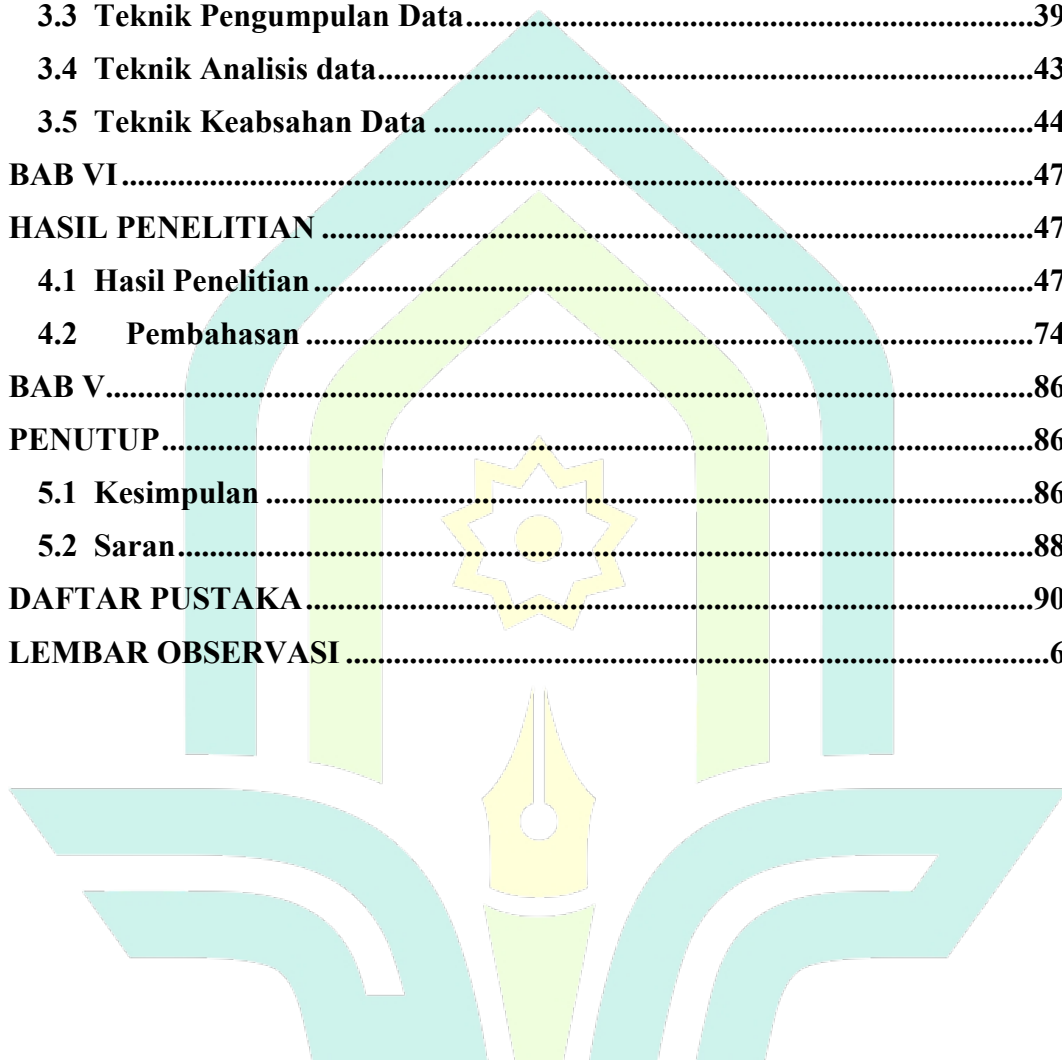 3.3 Teknik Pengumpulan Data.......................................................................39
3.4 Teknik Analisis data...................................................................................43
3.5 Teknik Keabsahan Data ............................................................................44
BAB VI..................................................................................................................47
HASIL PENELITIAN .........................................................................................47
4.1 Hasil Penelitian..........................................................................................47
4.2 Pembahasan ...........................................................................................74
BAB V....................................................................................................................86
PENUTUP.............................................................................................................86
5.1 Kesimpulan ................................................................................................86
5.2 Saran...........................................................................................................88
DAFTAR PUSTAKA...........................................................................................90
LEMBAR OBSERVASI ........................................................................................6